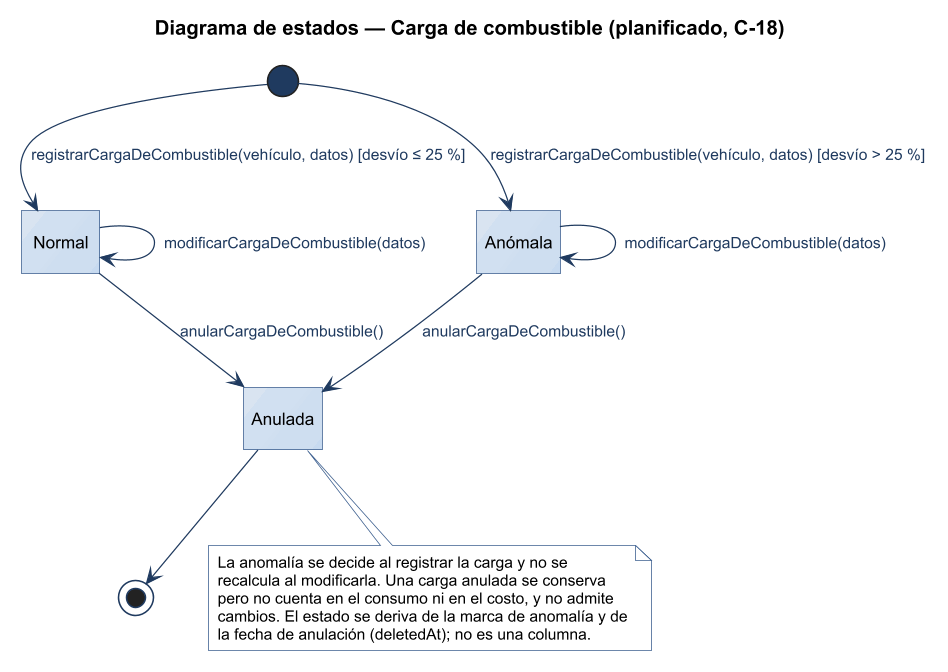 Diagrama de estados — Carga de combustible (planificado, C-18)
registrarCargaDeCombustible(vehículo, datos) [desvío ≤ 25 %]
registrarCargaDeCombustible(vehículo, datos) [desvío > 25 %]
Normal
modificarCargaDeCombustible(datos)
Anómala
modificarCargaDeCombustible(datos)
anularCargaDeCombustible()
anularCargaDeCombustible()
Anulada
La anomalía se decide al registrar la carga y no se
recalcula al modificarla. Una carga anulada se conserva
pero no cuenta en el consumo ni en el costo, y no admite
cambios. El estado se deriva de la marca de anomalía y de
la fecha de anulación (deletedAt); no es una columna.